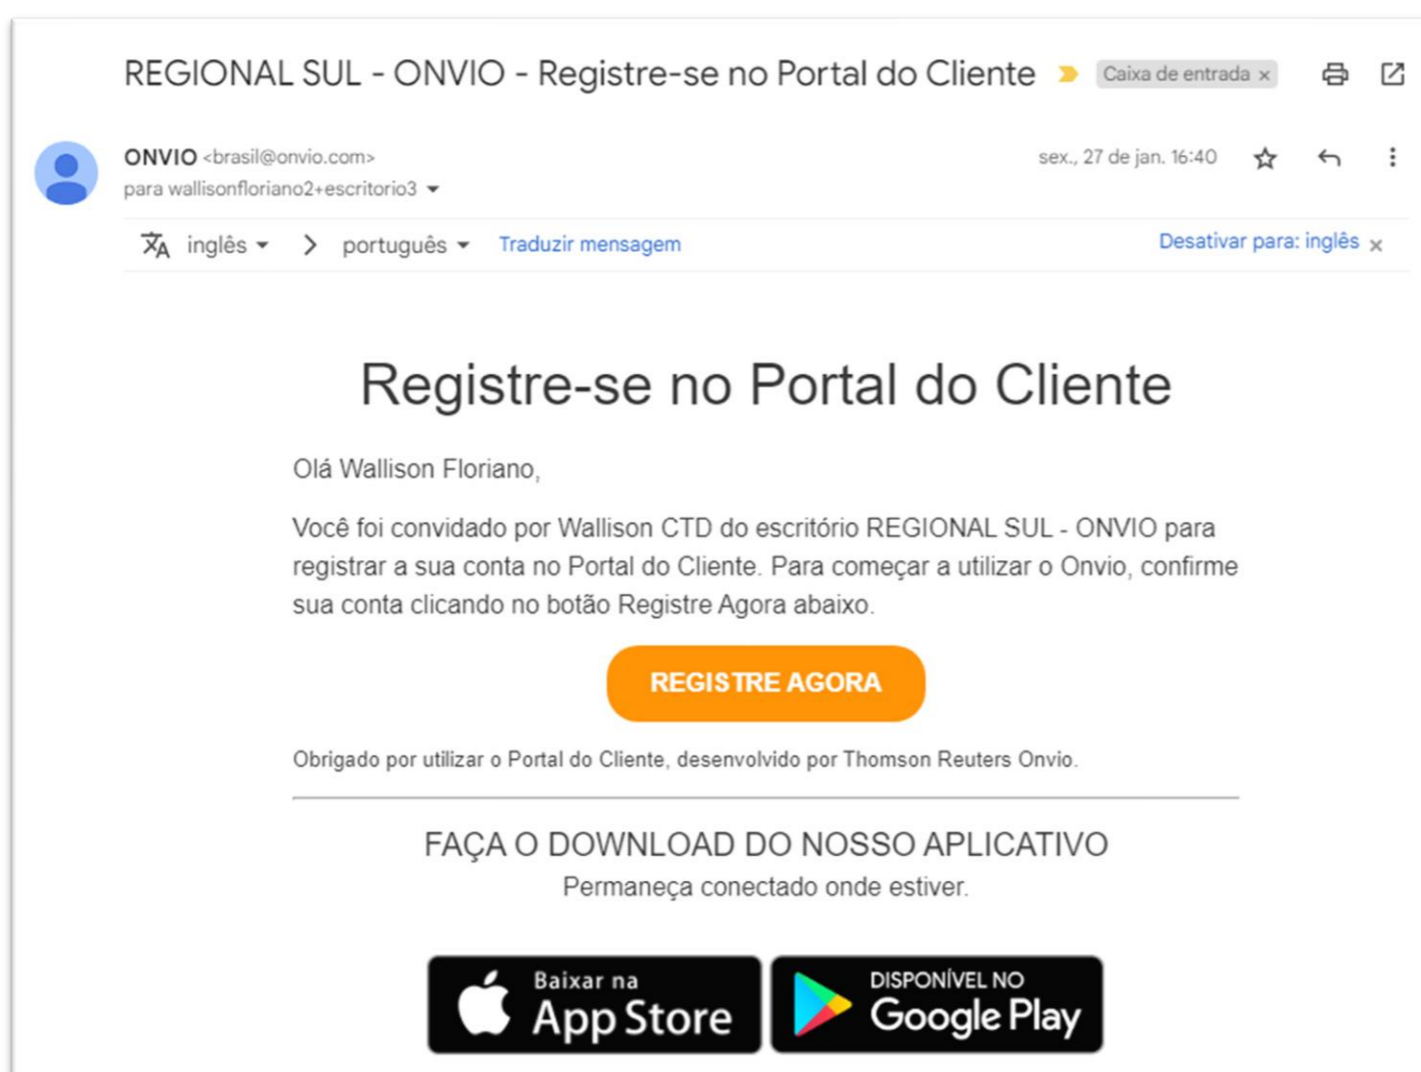 REGIONAL SUL - ONVIO - Registre-se no Portal do Cliente Caixa de entrada x
ONVIO <brasil@onvio.com> sex., 27 de jan. 16:40
para wallisonfloriano2+escritorio3
inglês > português Traduzir mensagem Desativar para: inglês x
Registre-se no Portal do Cliente
Olá Wallison Floriano,
Você foi convidado por Wallison CTD do escritório REGIONAL SUL - ONVIO para
registrar a sua conta no Portal do Cliente. Para começar a utilizar o Onvio, confirme
sua conta clicando no botão Registre Agora abaixo.
REGISTRE AGORA
Obrigado por utilizar o Portal do Cliente, desenvolvido por Thomson Reuters Onvio.
FAÇA O DOWNLOAD DO NOSSO APLICATIVO
Permaneça conectado onde estiver.
Baixar na
App Store
DISPONÍVEL NO
Google Play